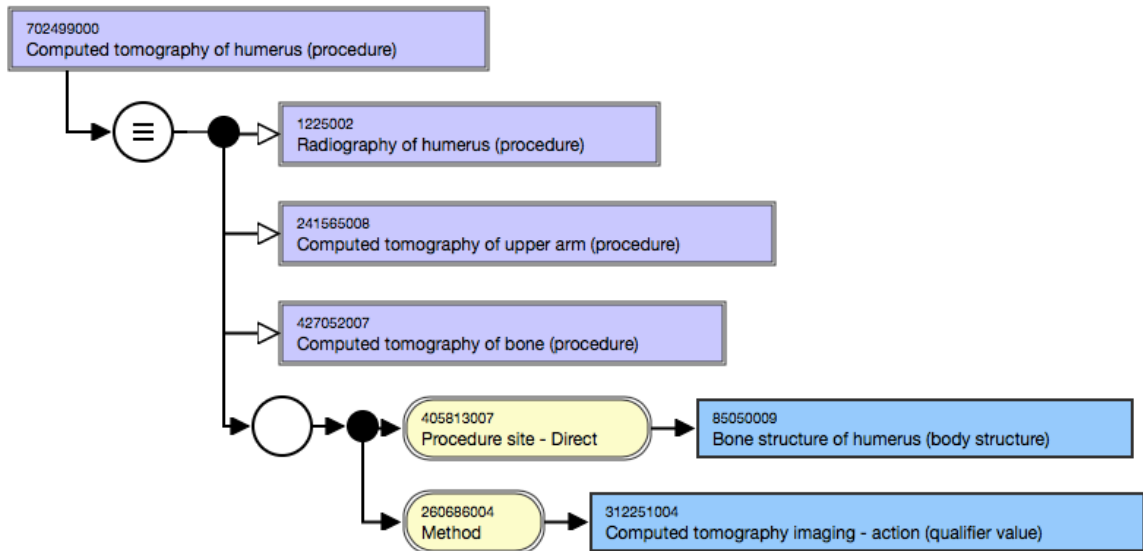 702499000
Computed tomography of humerus (procedure)
1225002
Radiography of humerus (procedure)
241565008
Computed tomography of upper arm (procedure)
427052007
Computed tomography of bone (procedure)
405813007
Procedure site - Direct
85050009
Bone structure of humerus (body structure)
260686004
Method
312251004
Computed tomography imaging - action (qualifier value)